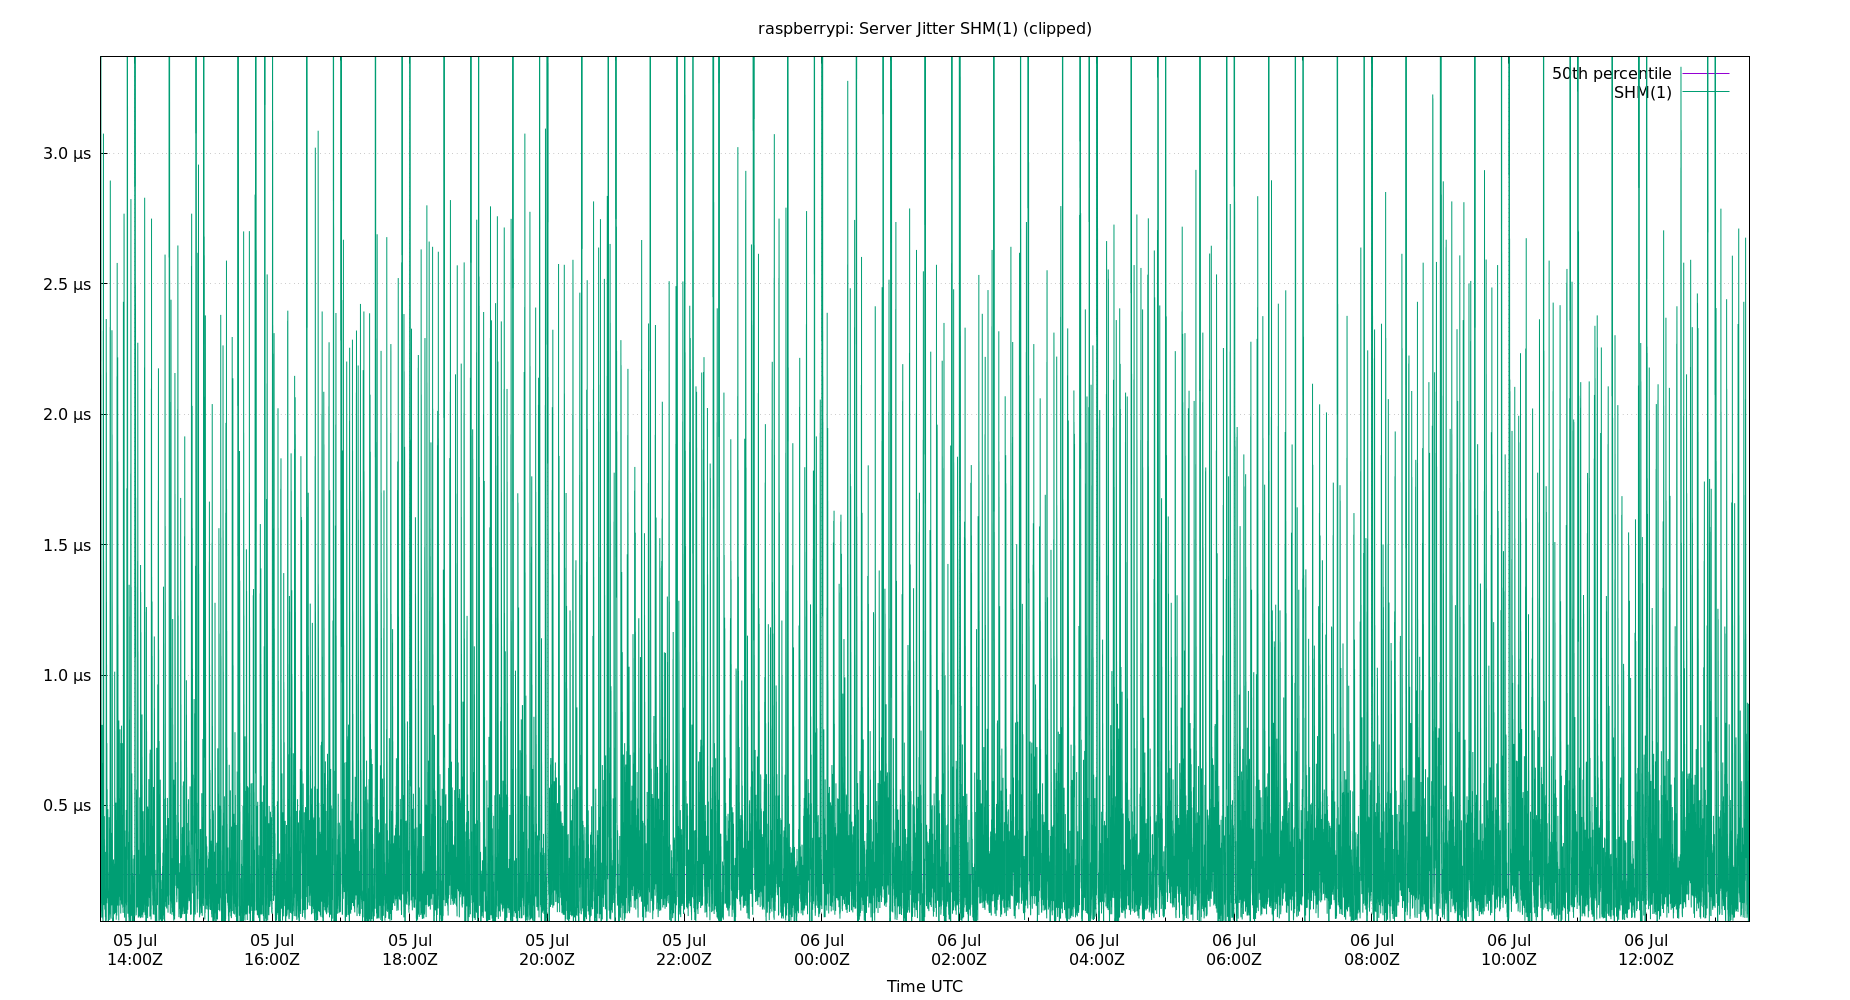 raspberrypi: Server Jitter SHM(1) (clipped)
50th percentile
SHM(1)
3.0 µs
2.5 µs
2.0 µs
1.5 µs
1.0 µs
0.5 µs
05 Jul 05 Jul 05 Jul 05 Jul 05 Jul 06 Jul 06 Jul 06 Jul 06 Jul 06 Jul 06 Jul 06 Jul
14:00Z 16:00Z 18:00Z 20:00Z 22:00Z 00:00Z 02:00Z 04:00Z 06:00Z 08:00Z 10:00Z 12:00Z
Time UTC